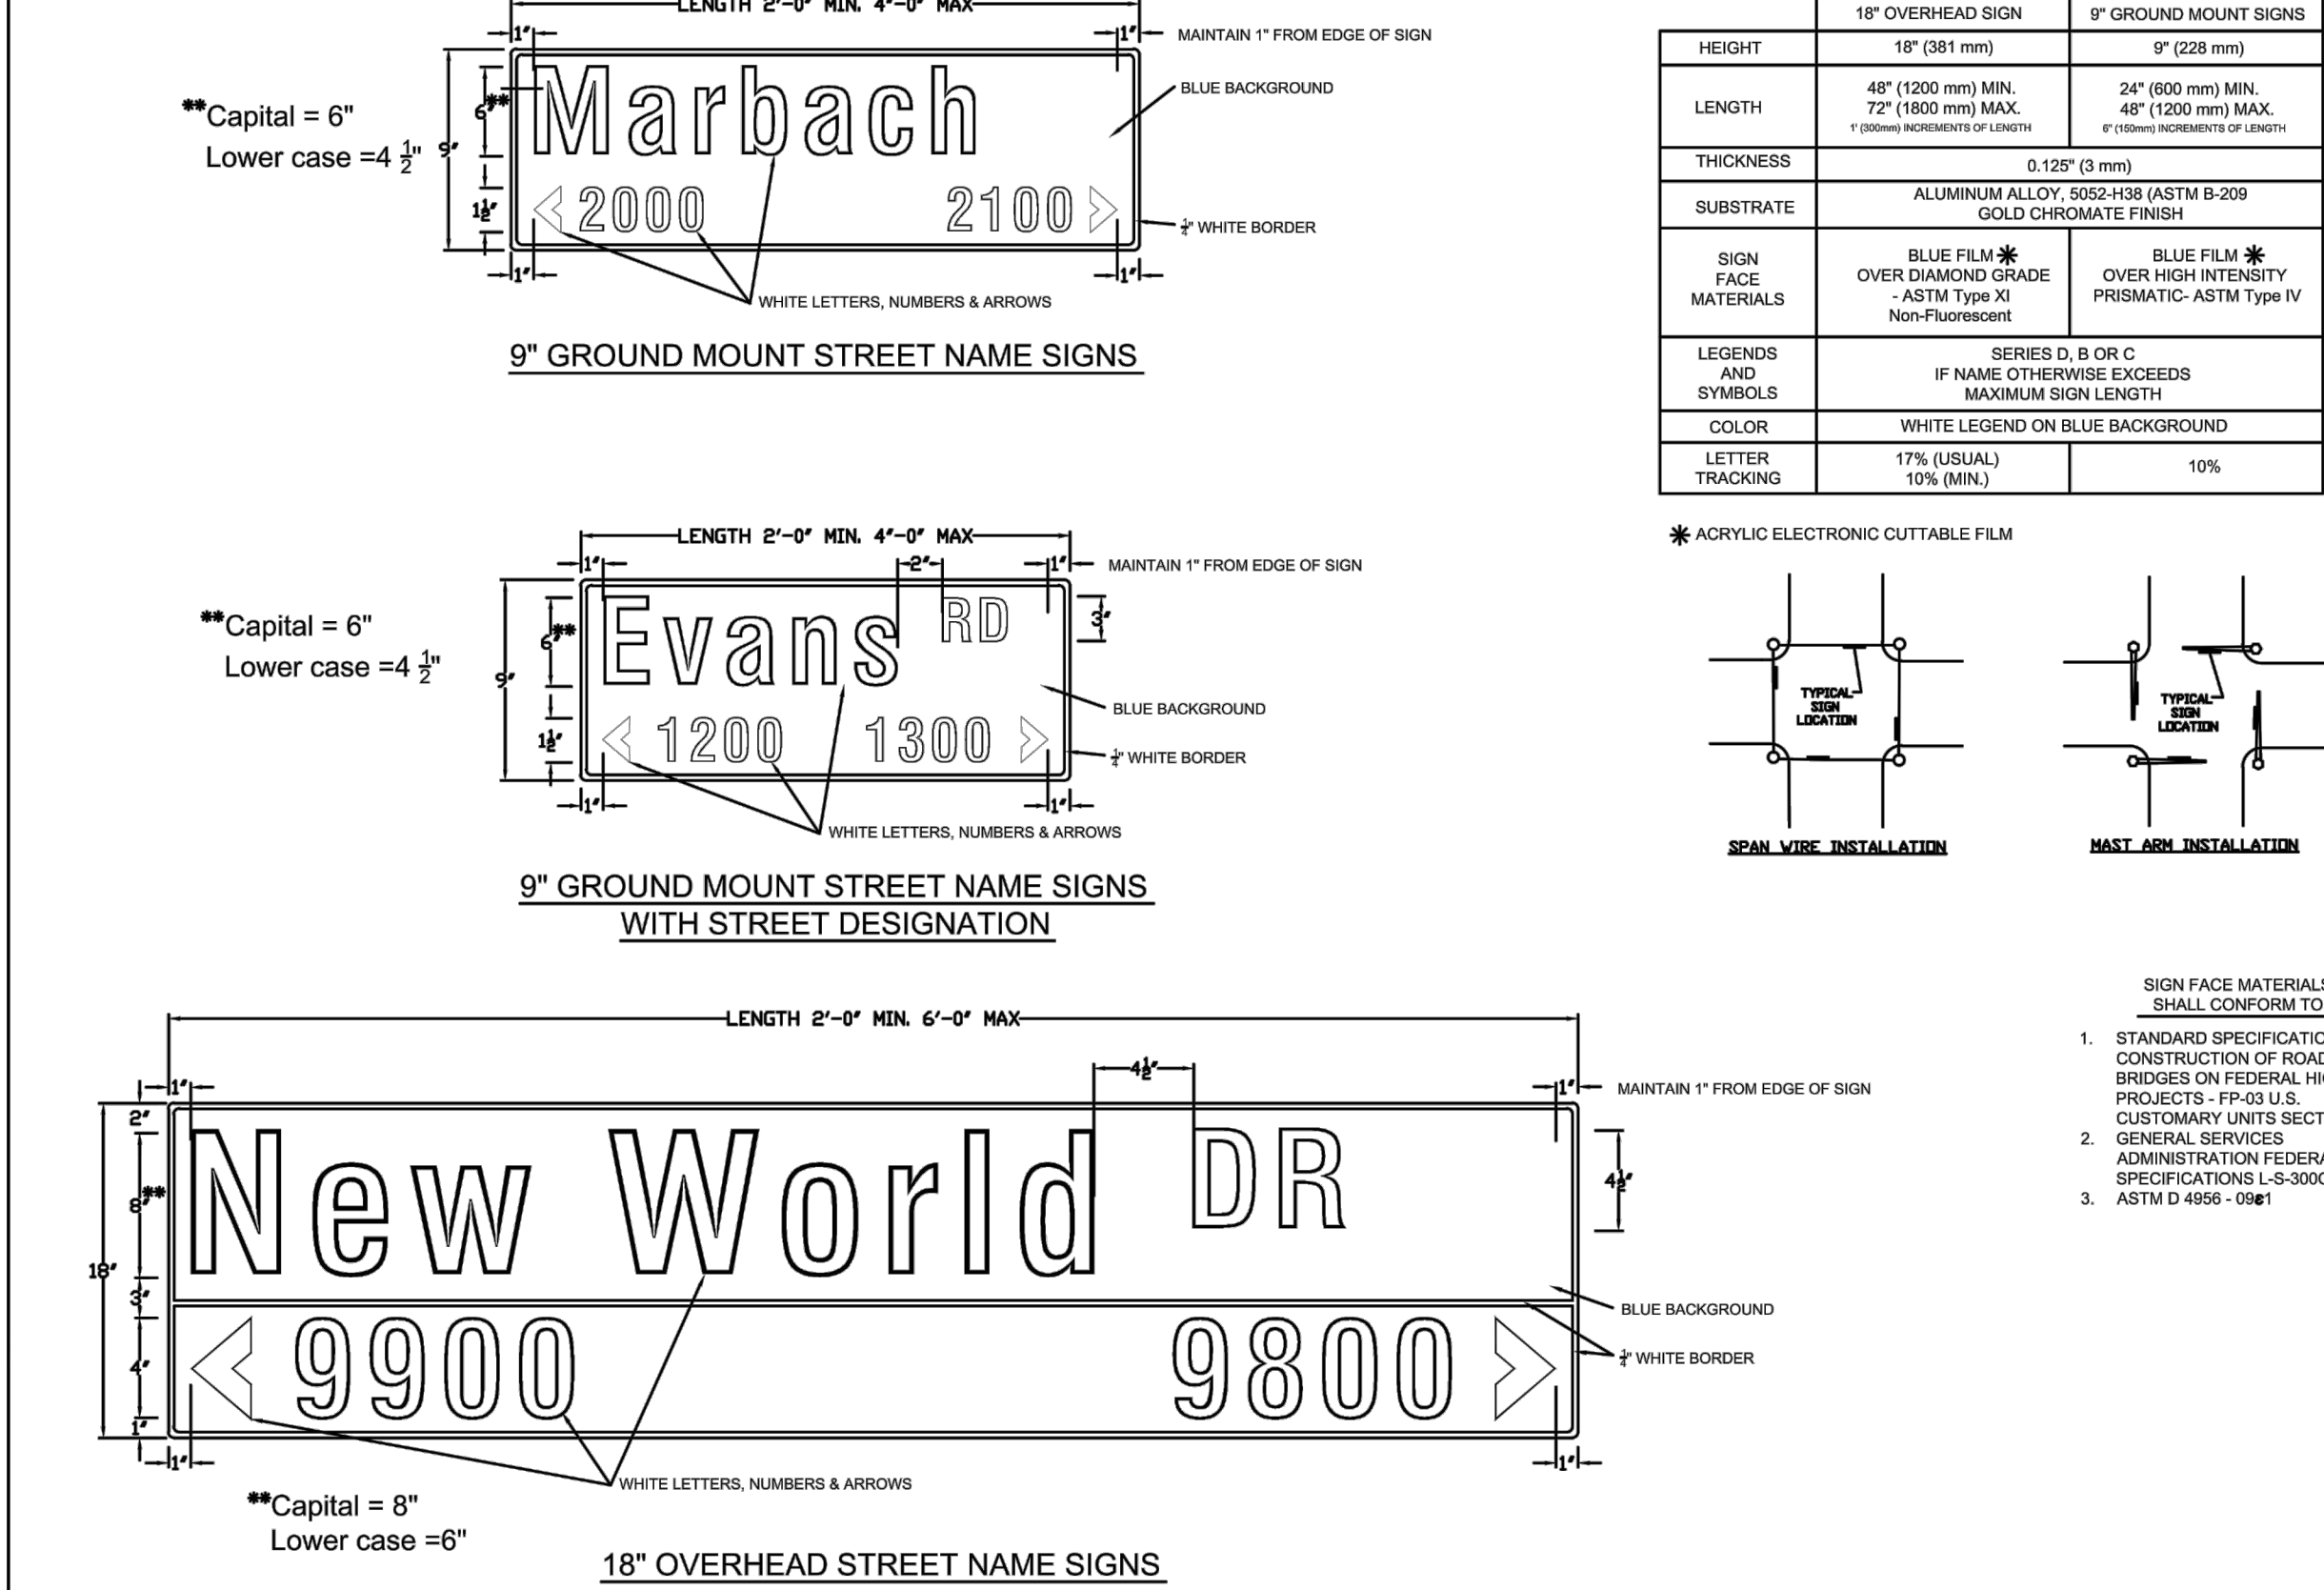 LENGTH 2'-0" MIN. 4'-0" MAX
1" 1" MAINTAIN 1" FROM EDGE OF SIGN
Marbach
6"**
BLUE BACKGROUND
**Capital = 6"
Lower case =4 1/2"
9"
1 1/2"
2000 2100
1/4" WHITE BORDER
1" 1"
WHITE LETTERS, NUMBERS & ARROWS
9" GROUND MOUNT STREET NAME SIGNS
LENGTH 2'-0" MIN. 4'-0" MAX
1" 2" 1" MAINTAIN 1" FROM EDGE OF SIGN
Evans RD
6"**
3"
**Capital = 6"
Lower case =4 1/2"
9"
BLUE BACKGROUND
1 1/2"
1200 1300
1/4" WHITE BORDER
1" 1"
WHITE LETTERS, NUMBERS & ARROWS
9" GROUND MOUNT STREET NAME SIGNS
WITH STREET DESIGNATION
LENGTH 2'-0" MIN. 6'-0" MAX
4 1/2"
1" 1" MAINTAIN 1" FROM EDGE OF SIGN
2"
New World DR
8"**
4 1/2"
18"
3"
BLUE BACKGROUND
9900 9800
4"
1/4" WHITE BORDER
1"
1" 1"
WHITE LETTERS, NUMBERS & ARROWS
**Capital = 8"
Lower case =6"
18" OVERHEAD STREET NAME SIGNS
18" OVERHEAD SIGN 9" GROUND MOUNT SIGNS
HEIGHT 18" (381 mm) 9" (228 mm)
LENGTH
48" (1200 mm) MIN.
72" (1800 mm) MAX.
1' (300mm) INCREMENTS OF LENGTH
24" (600 mm) MIN.
48" (1200 mm) MAX.
6" (150mm) INCREMENTS OF LENGTH
THICKNESS 0.125" (3 mm)
SUBSTRATE
ALUMINUM ALLOY, 5052-H38 (ASTM B-209
GOLD CHROMATE FINISH
SIGN
FACE
MATERIALS
BLUE FILM *
OVER DIAMOND GRADE
- ASTM Type XI
Non-Fluorescent
BLUE FILM *
OVER HIGH INTENSITY
PRISMATIC- ASTM Type IV
LEGENDS
AND
SYMBOLS
SERIES D, B OR C
IF NAME OTHERWISE EXCEEDS
MAXIMUM SIGN LENGTH
COLOR WHITE LEGEND ON BLUE BACKGROUND
LETTER
TRACKING
17% (USUAL)
10% (MIN.)
10%
* ACRYLIC ELECTRONIC CUTTABLE FILM
TYPICAL
SIGN
LOCATION
SPAN WIRE INSTALLATION
TYPICAL
SIGN
LOCATION
MAST ARM INSTALLATION
SIGN FACE MATERIALS
SHALL CONFORM TO
1. STANDARD SPECIFICATIO
CONSTRUCTION OF ROAD
BRIDGES ON FEDERAL HI
PROJECTS - FP-03 U.S.
CUSTOMARY UNITS SECT
2. GENERAL SERVICES
ADMINISTRATION FEDERA
SPECIFICATIONS L-S-300C
3. ASTM D 4956 - 09ε1